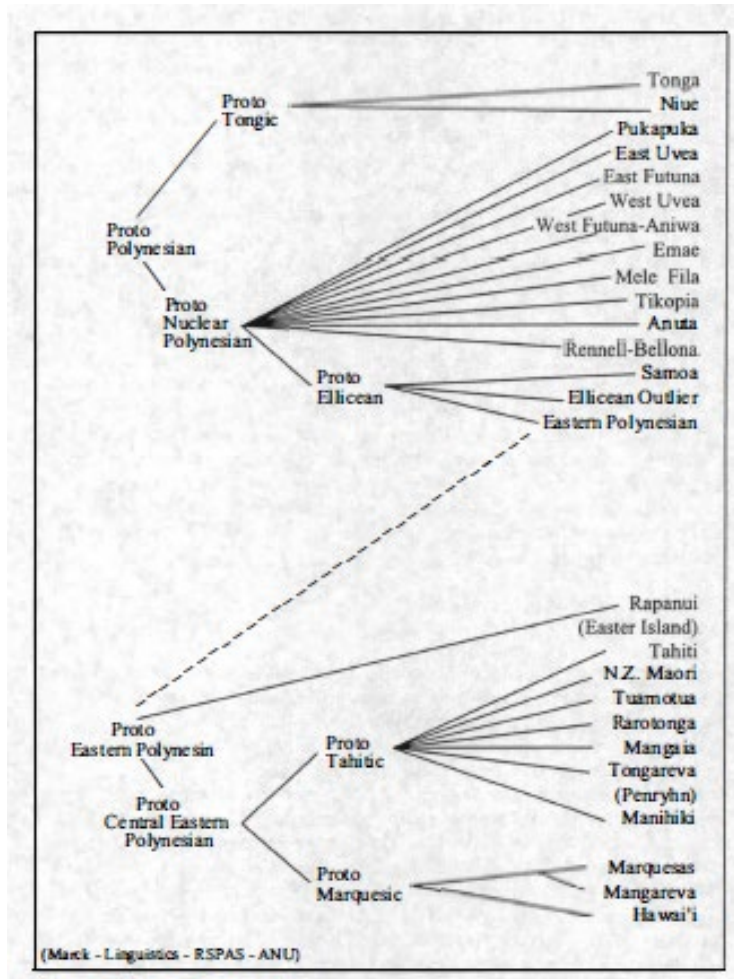 Tonga
Proto
Tongic
Niue
Pukapuka
East Uvea
East Futuna
West Uvea
Proto
Polynesian
West Futuna-Aniwa
Emae
Mele Fila
Proto
Nuclear
Polynesian
Tikopia
Anuta
Rennell-Bellona
Proto
Ellicean
Samoa
Ellicean Outlier
Eastern Polynesian
Rapanui
(Easter Island)
Tahiti
N.Z. Maori
Tuamotua
Rarotonga
Proto
Eastern Polynesin
Proto
Tahitic
Mangaia
Tongareva
(Penryhn)
Manihiki
Proto
Central Eastern
Polynesian
Proto
Marquesic
Marquesas
Mangareva
Hawai'i
(Marck - Linguistics - RSPAS - ANU)